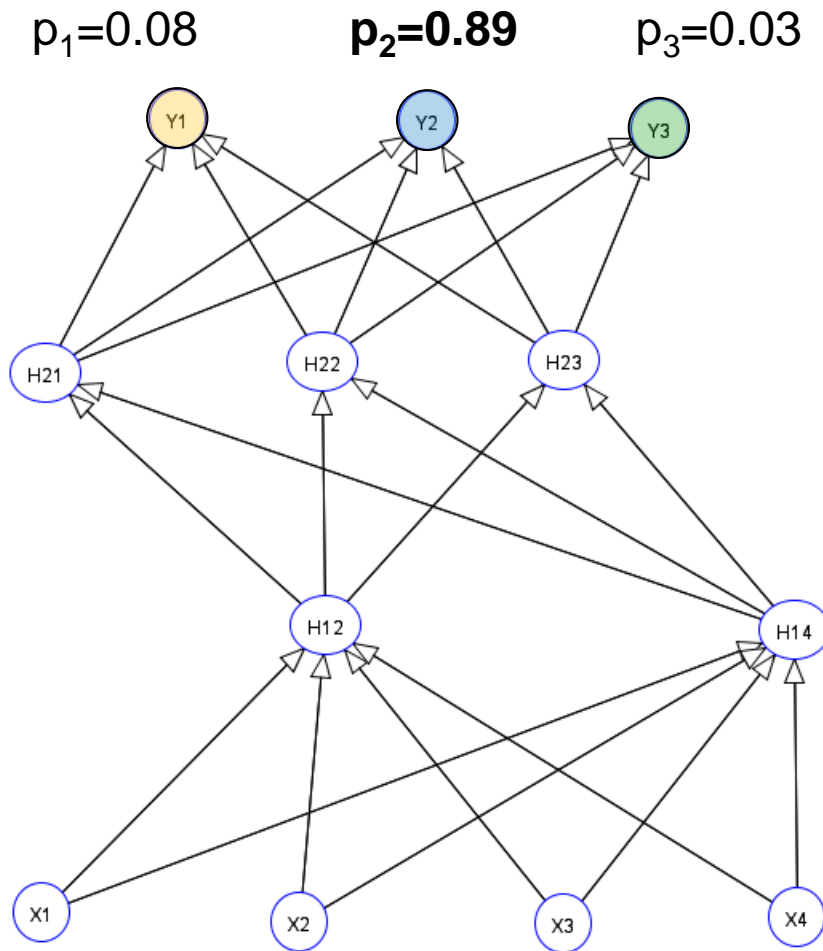 p₁=0.08 p₂=0.89 p₃=0.03
Y1 Y2 Y3
H21 H22 H23
H12 H14
X1 X2 X3 X4